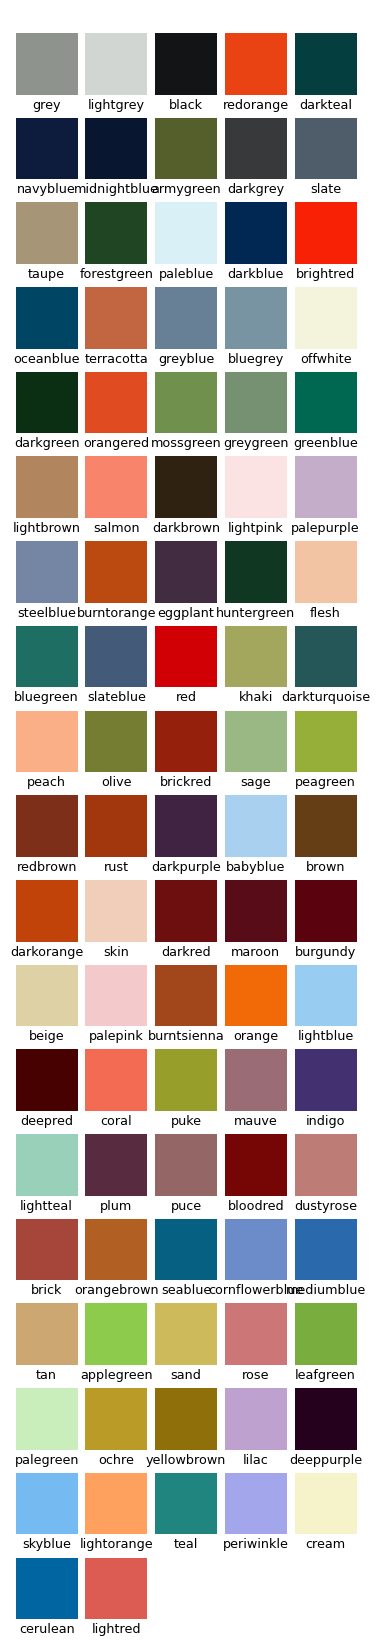 grey lightgrey black redorange darkteal
navyblue midnightblue armygreen darkgrey slate
taupe forestgreen paleblue darkblue brightred
oceanblue terracotta greyblue bluegrey offwhite
darkgreen orangered mossgreen greygreen greenblue
lightbrown salmon darkbrown lightpink palepurple
steelblue burntorange eggplant huntergreen flesh
bluegreen slateblue red khaki darkturquoise
peach olive brickred sage peagreen
redbrown rust darkpurple babyblue brown
darkorange skin darkred maroon burgundy
beige palepink burntsienna orange lightblue
deepred coral puke mauve indigo
lightteal plum puce bloodred dustyrose
brick orangebrown seablue cornflowerblue mediumblue
tan applegreen sand rose leafgreen
palegreen ochre yellowbrown lilac deeppurple
skyblue lightorange teal periwinkle cream
cerulean lightred